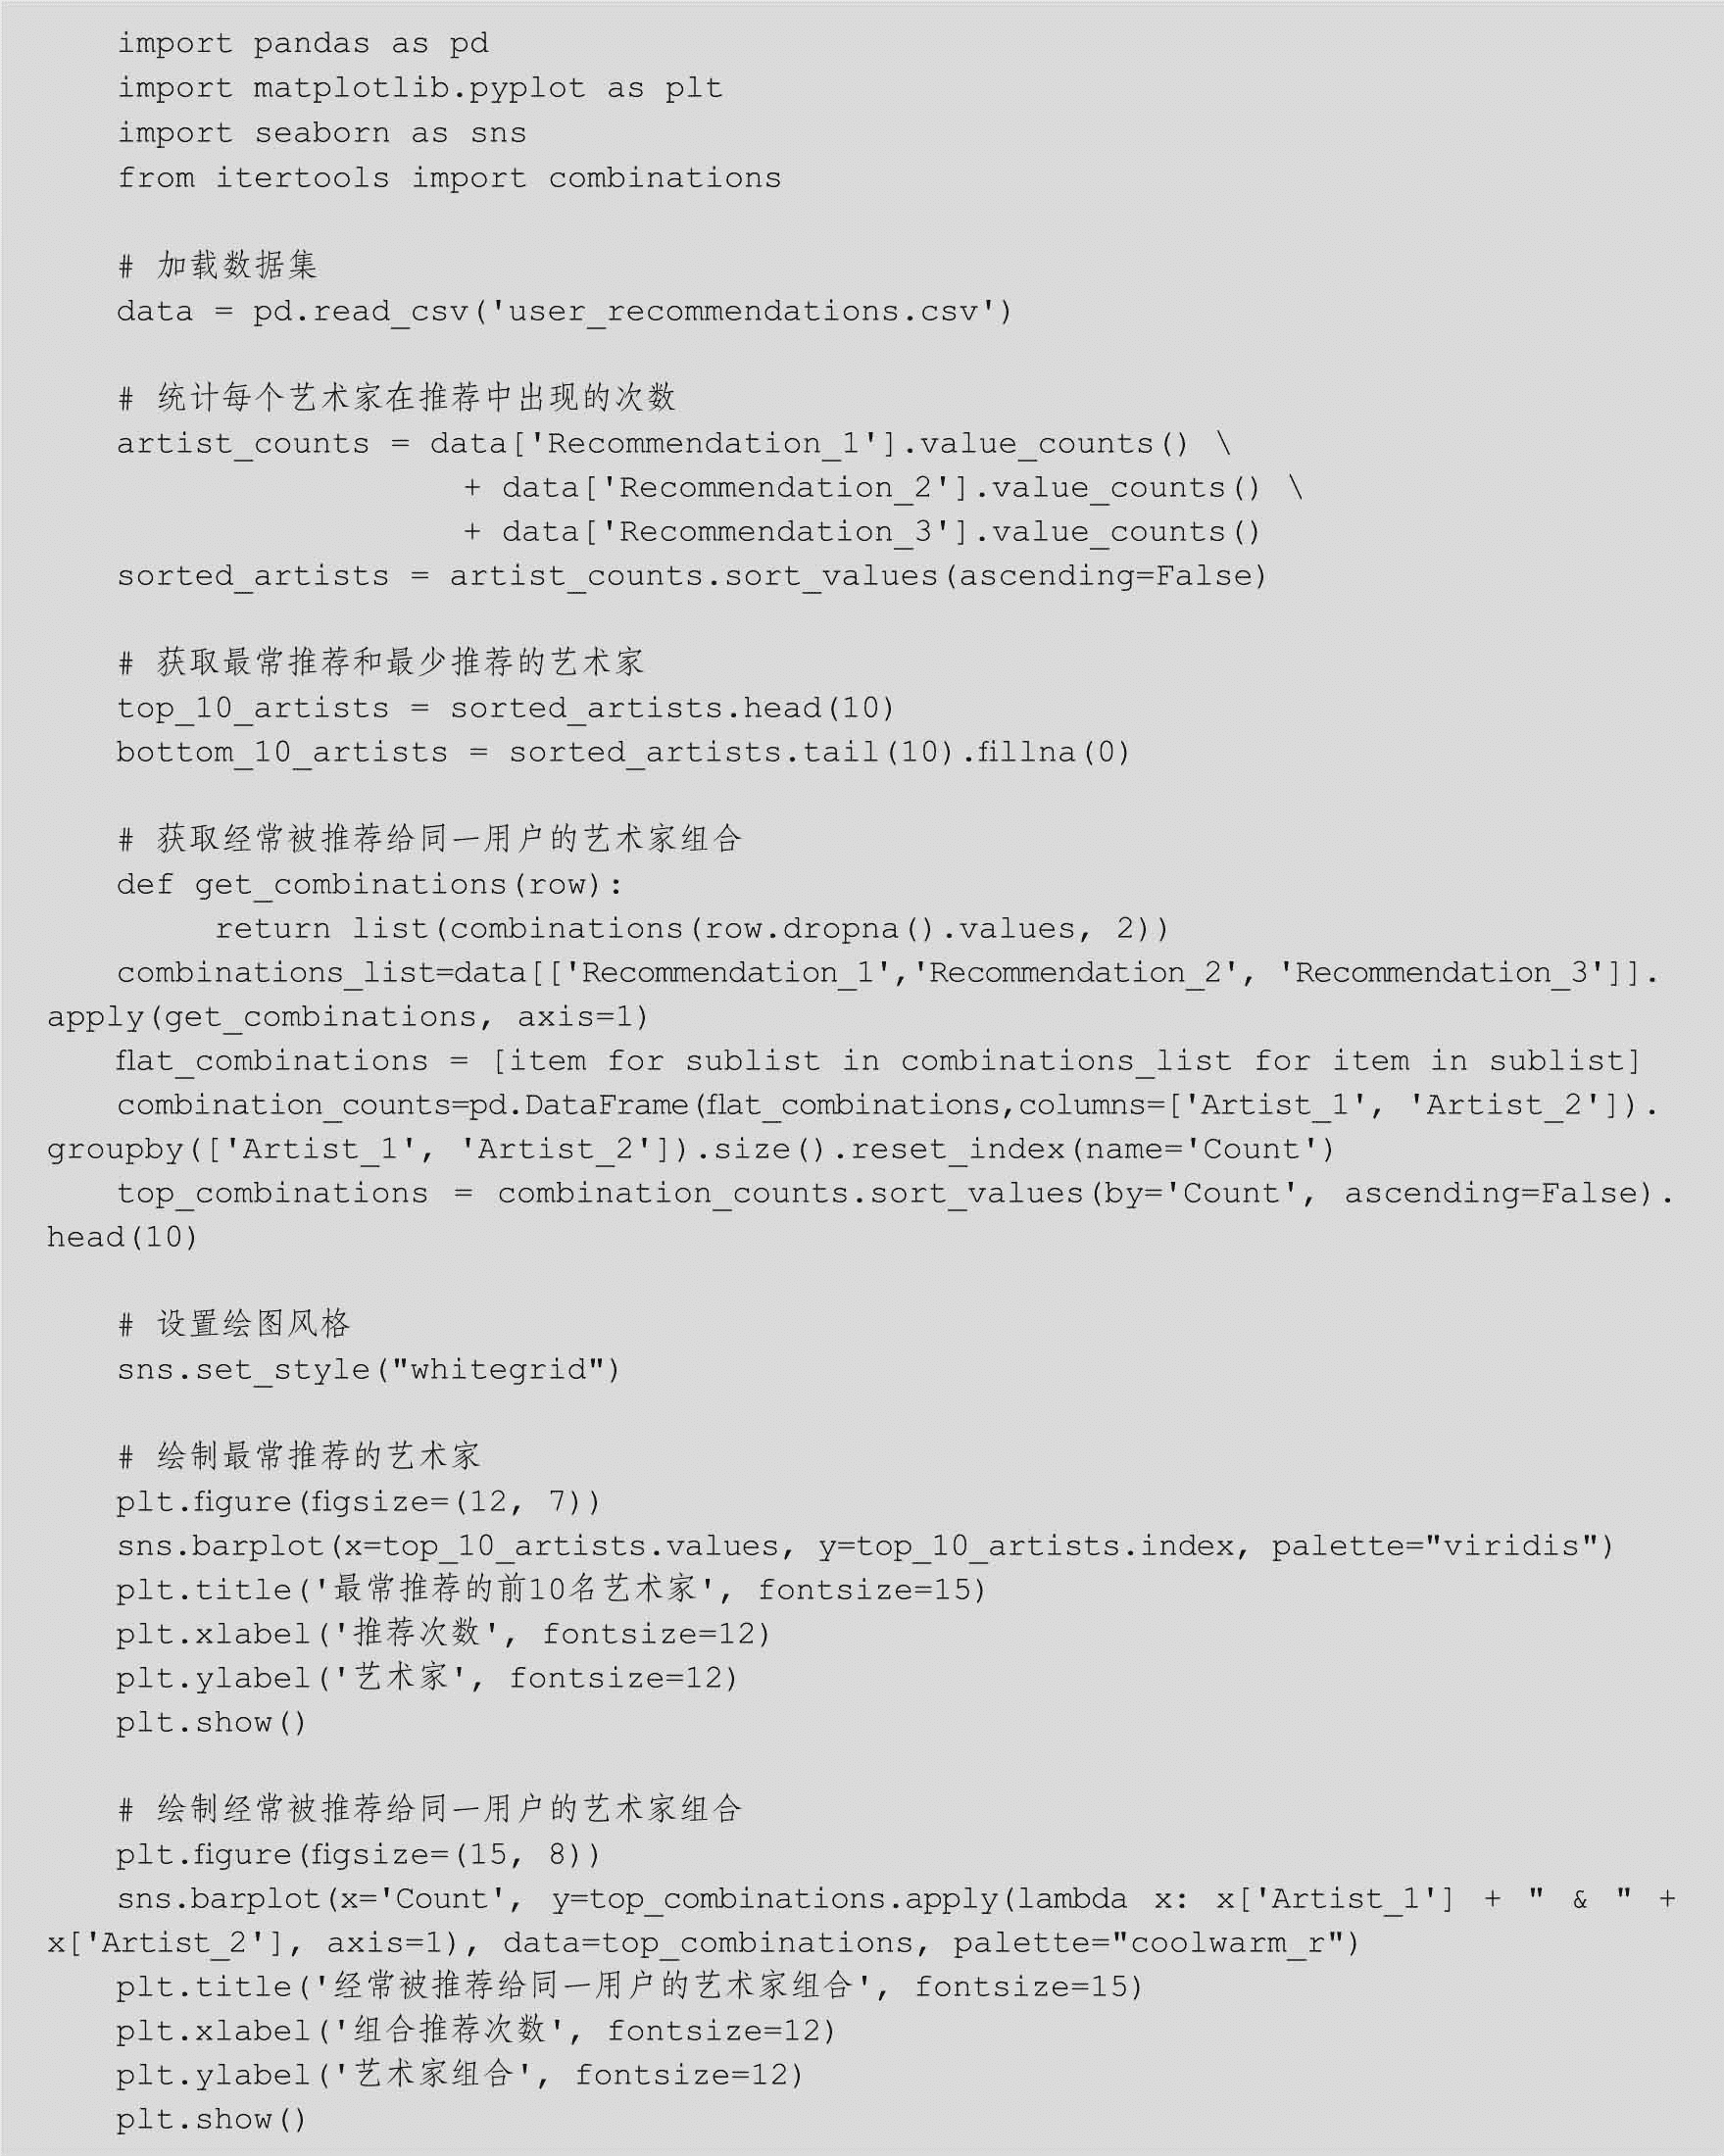 import pandas as pd
import matplotlib.pyplot as plt
import seaborn as sns
from itertools import combinations
# 加载数据集
data = pd.read_csv('user_recommendations.csv')
# 统计每个艺术家在推荐中出现的次数
artist_counts = data['Recommendation_1'].value_counts() \
+ data['Recommendation_2'].value_counts() \
+ data['Recommendation_3'].value_counts()
sorted_artists = artist_counts.sort_values(ascending=False)
# 获取最常推荐和最少推荐的艺术家
top_10_artists = sorted_artists.head(10)
bottom_10_artists = sorted_artists.tail(10).fillna(0)
# 获取经常被推荐给同一用户的艺术家组合
def get_combinations(row):
return list(combinations(row.dropna().values, 2))
combinations_list=data[['Recommendation_1','Recommendation_2', 'Recommendation_3']].
apply(get_combinations, axis=1)
flat_combinations = [item for sublist in combinations_list for item in sublist]
combination_counts=pd.DataFrame(flat_combinations,columns=['Artist_1', 'Artist_2']).
groupby(['Artist_1', 'Artist_2']).size().reset_index(name='Count')
top_combinations = combination_counts.sort_values(by='Count', ascending=False).
head(10)
# 设置绘图风格
sns.set_style("whitegrid")
# 绘制最常推荐的艺术家
plt.figure(figsize=(12, 7))
sns.barplot(x=top_10_artists.values, y=top_10_artists.index, palette="viridis")
plt.title('最常推荐的前10名艺术家', fontsize=15)
plt.xlabel('推荐次数', fontsize=12)
plt.ylabel('艺术家', fontsize=12)
plt.show()
# 绘制经常被推荐给同一用户的艺术家组合
plt.figure(figsize=(15, 8))
sns.barplot(x='Count', y=top_combinations.apply(lambda x: x['Artist_1'] + " & " +
x['Artist_2'], axis=1), data=top_combinations, palette="coolwarm_r")
plt.title('经常被推荐给同一用户的艺术家组合', fontsize=15)
plt.xlabel('组合推荐次数', fontsize=12)
plt.ylabel('艺术家组合', fontsize=12)
plt.show()